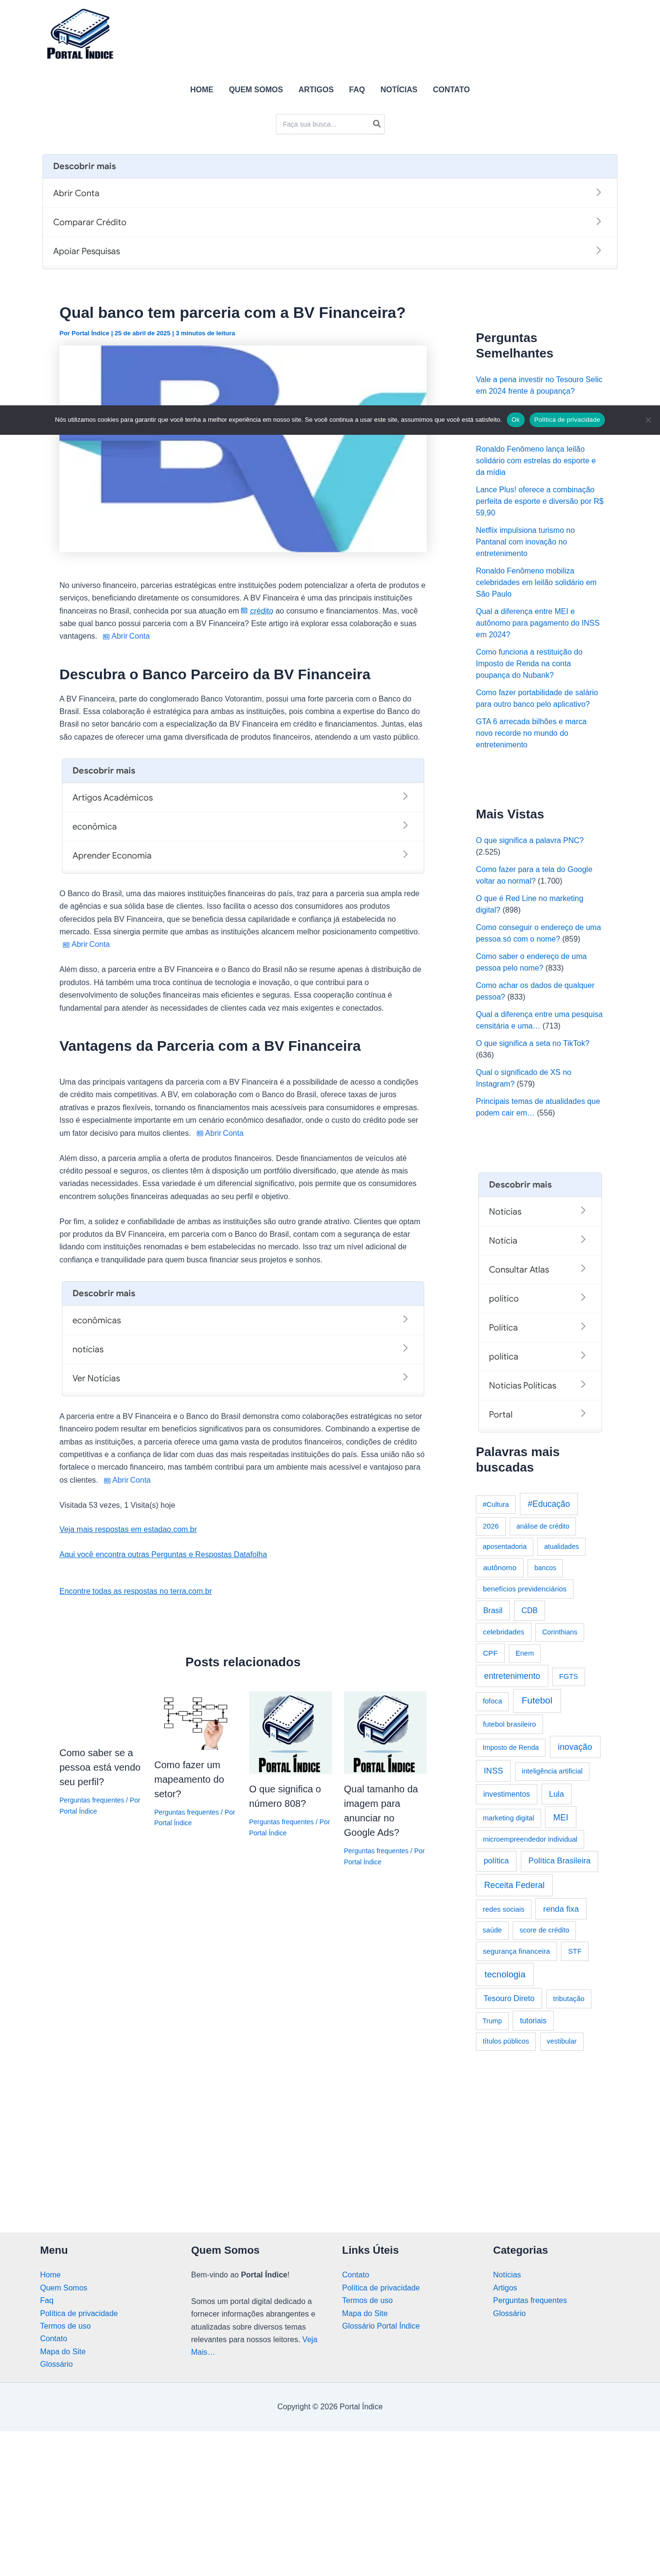 PORTAL ÍNDICE
HOME QUEM SOMOS ARTIGOS FAQ NOTÍCIAS CONTATO
Faça sua busca...
Descobrir mais
Abrir Conta
Comparar Crédito
Apoiar Pesquisas
Qual banco tem parceria com a BV Financeira?
Por Portal Índice | 25 de abril de 2025 | 3 minutos de leitura
Nós utilizamos cookies para garantir que você tenha a melhor experiência em nosso site. Se você continua a usar este site, assumimos que você está satisfeito. Ok Política de privacidade
No universo financeiro, parcerias estratégicas entre instituições podem potencializar a oferta de produtos e
serviços, beneficiando diretamente os consumidores. A BV Financeira é uma das principais instituições
financeiras no Brasil, conhecida por sua atuação em crédito ao consumo e financiamentos. Mas, você
sabe qual banco possui parceria com a BV Financeira? Este artigo irá explorar essa colaboração e suas
vantagens. Abrir Conta
Descubra o Banco Parceiro da BV Financeira
A BV Financeira, parte do conglomerado Banco Votorantim, possui uma forte parceria com o Banco do
Brasil. Essa colaboração é estratégica para ambas as instituições, pois combina a expertise do Banco do
Brasil no setor bancário com a especialização da BV Financeira em crédito e financiamentos. Juntas, elas
são capazes de oferecer uma gama diversificada de produtos financeiros, atendendo a um vasto público.
Descobrir mais
Artigos Acadêmicos
econômica
Aprender Economia
O Banco do Brasil, uma das maiores instituições financeiras do país, traz para a parceria sua ampla rede
de agências e sua sólida base de clientes. Isso facilita o acesso dos consumidores aos produtos
oferecidos pela BV Financeira, que se beneficia dessa capilaridade e confiança já estabelecida no
mercado. Essa sinergia permite que ambas as instituições alcancem melhor posicionamento competitivo.
Abrir Conta
Além disso, a parceria entre a BV Financeira e o Banco do Brasil não se resume apenas à distribuição de
produtos. Há também uma troca contínua de tecnologia e inovação, o que contribui para o
desenvolvimento de soluções financeiras mais eficientes e seguras. Essa cooperação contínua é
fundamental para atender às necessidades de clientes cada vez mais exigentes e conectados.
Vantagens da Parceria com a BV Financeira
Uma das principais vantagens da parceria com a BV Financeira é a possibilidade de acesso a condições
de crédito mais competitivas. A BV, em colaboração com o Banco do Brasil, oferece taxas de juros
atrativas e prazos flexíveis, tornando os financiamentos mais acessíveis para consumidores e empresas.
Isso é especialmente importante em um cenário econômico desafiador, onde o custo do crédito pode ser
um fator decisivo para muitos clientes. Abrir Conta
Além disso, a parceria amplia a oferta de produtos financeiros. Desde financiamentos de veículos até
crédito pessoal e seguros, os clientes têm à disposição um portfólio diversificado, que atende às mais
variadas necessidades. Essa variedade é um diferencial significativo, pois permite que os consumidores
encontrem soluções financeiras adequadas ao seu perfil e objetivo.
Por fim, a solidez e confiabilidade de ambas as instituições são outro grande atrativo. Clientes que optam
por produtos da BV Financeira, em parceria com o Banco do Brasil, contam com a segurança de estar
lidando com instituições renomadas e bem estabelecidas no mercado. Isso traz um nível adicional de
confiança e tranquilidade para quem busca financiar seus projetos e sonhos.
Descobrir mais
econômicas
notícias
Ver Notícias
A parceria entre a BV Financeira e o Banco do Brasil demonstra como colaborações estratégicas no setor
financeiro podem resultar em benefícios significativos para os consumidores. Combinando a expertise de
ambas as instituições, a parceria oferece uma gama vasta de produtos financeiros, condições de crédito
competitivas e a confiança de lidar com duas das mais respeitadas instituições do país. Essa união não só
fortalece o mercado financeiro, mas também contribui para um ambiente mais acessível e vantajoso para
os clientes. Abrir Conta
Visitada 53 vezes, 1 Visita(s) hoje
Veja mais respostas em estadao.com.br
Aqui você encontra outras Perguntas e Respostas Datafolha
Encontre todas as respostas no terra.com.br
Posts relacionados
Como saber se a
pessoa está vendo
seu perfil?
Perguntas frequentes / Por
Portal Índice
Como fazer um
mapeamento do
setor?
Perguntas frequentes / Por
Portal Índice
PORTAL ÍNDICE
O que significa o
número 808?
Perguntas frequentes / Por
Portal Índice
PORTAL ÍNDICE
Qual tamanho da
imagem para
anunciar no
Google Ads?
Perguntas frequentes / Por
Portal Índice
Perguntas
Semelhantes
Vale a pena investir no Tesouro Selic
em 2024 frente à poupança?
Ronaldo Fenômeno lança leilão
solidário com estrelas do esporte e
da mídia
Lance Plus! oferece a combinação
perfeita de esporte e diversão por R$
59,90
Netflix impulsiona turismo no
Pantanal com inovação no
entretenimento
Ronaldo Fenômeno mobiliza
celebridades em leilão solidário em
São Paulo
Qual a diferença entre MEI e
autônomo para pagamento do INSS
em 2024?
Como funciona a restituição do
Imposto de Renda na conta
poupança do Nubank?
Como fazer portabilidade de salário
para outro banco pelo aplicativo?
GTA 6 arrecada bilhões e marca
novo recorde no mundo do
entretenimento
Mais Vistas
O que significa a palavra PNC?
(2.525)
Como fazer para a tela do Google
voltar ao normal? (1.700)
O que é Red Line no marketing
digital? (898)
Como conseguir o endereço de uma
pessoa só com o nome? (859)
Como saber o endereço de uma
pessoa pelo nome? (833)
Como achar os dados de qualquer
pessoa? (833)
Qual a diferença entre uma pesquisa
censitária e uma… (713)
O que significa a seta no TikTok?
(636)
Qual o significado de XS no
Instagram? (579)
Principais temas de atualidades que
podem cair em… (556)
Descobrir mais
Notícias
Notícia
Consultar Atlas
político
Política
política
Notícias Políticas
Portal
Palavras mais
buscadas
#Cultura #Educação
2026 análise de crédito
aposentadoria atualidades
autônomo bancos
benefícios previdenciários
Brasil CDB
celebridades Corinthians
CPF Enem
entretenimento FGTS
fofoca Futebol
futebol brasileiro
Imposto de Renda inovação
INSS inteligência artificial
investimentos Lula
marketing digital MEI
microempreendedor individual
política Política Brasileira
Receita Federal
redes sociais renda fixa
saúde score de crédito
segurança financeira STF
tecnologia
Tesouro Direto tributação
Trump tutoriais
títulos públicos vestibular
Menu
Home
Quem Somos
Faq
Política de privacidade
Termos de uso
Contato
Mapa do Site
Glossário
Quem Somos
Bem-vindo ao Portal Índice!
Somos um portal digital dedicado a
fornecer informações abrangentes e
atualizadas sobre diversos temas
relevantes para nossos leitores. Veja
Mais…
Links Úteis
Contato
Política de privacidade
Termos de uso
Mapa do Site
Glossário Portal Índice
Categorias
Notícias
Artigos
Perguntas frequentes
Glossário
Copyright © 2026 Portal Índice